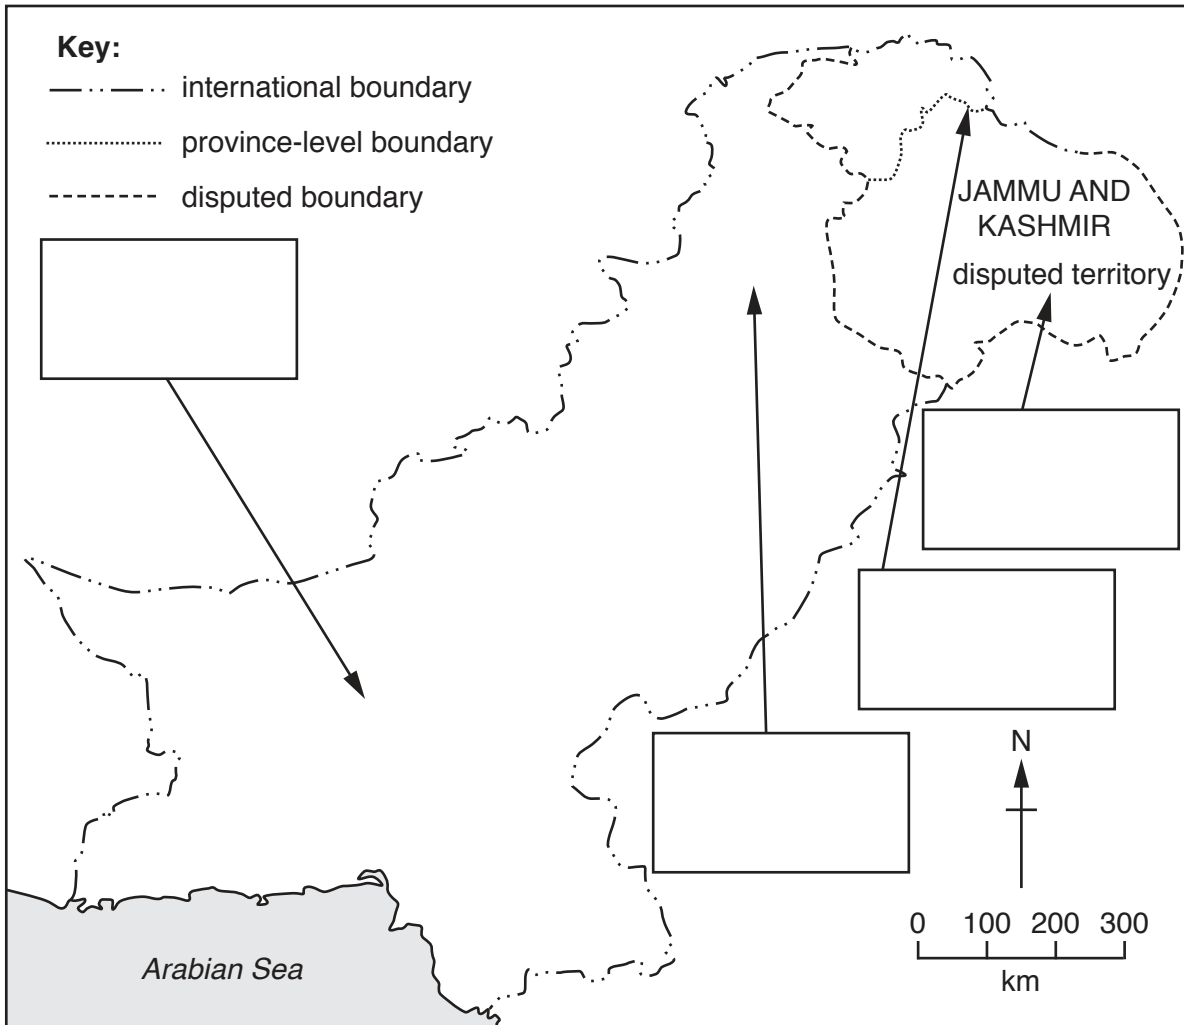 Key:
international boundary
province-level boundary
disputed boundary
JAMMU AND
KASHMIR
disputed territory
N
0 100 200 300
km
Arabian Sea